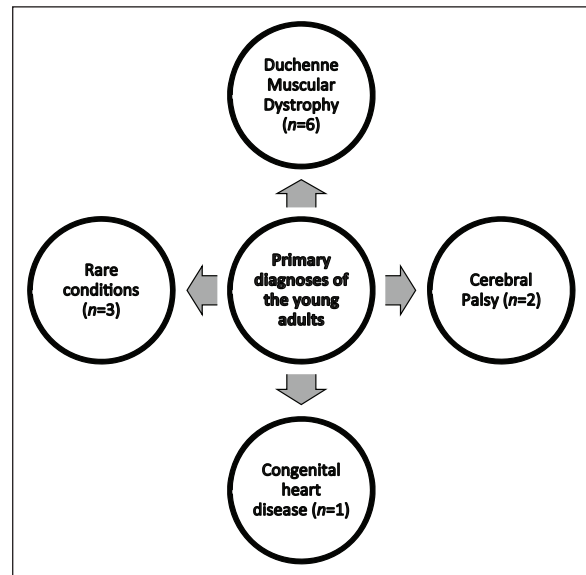 Duchenne
Muscular
Dystrophy
(n=6)
Rare
conditions
(n=3)
Primary
diagnoses of
the young
adults
Cerebral
Palsy (n=2)
Congenital
heart
disease (n=1)